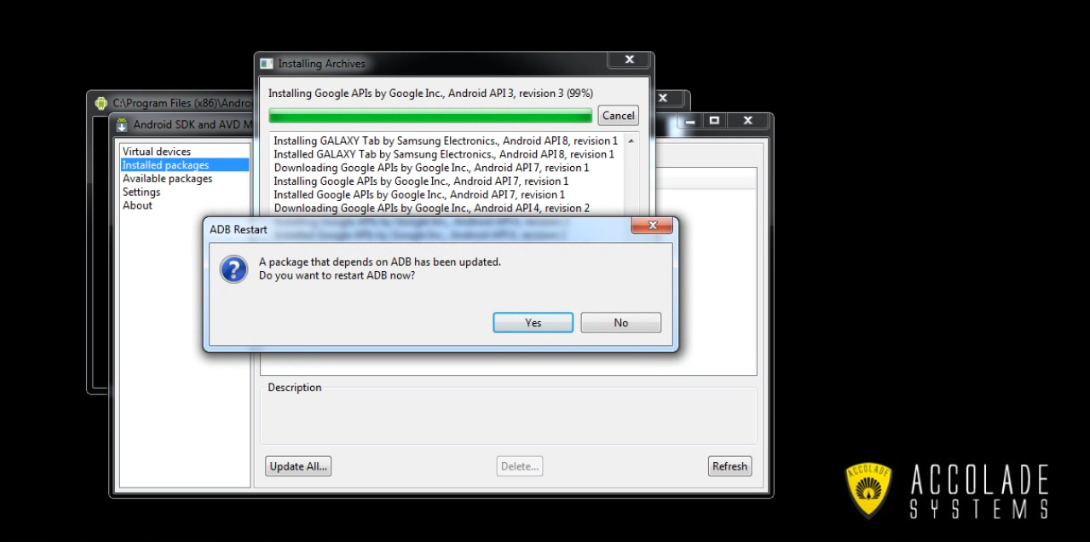 Installing Archives
Installing Google APIs by Google Inc., Android API 3, revision 3 (99%)
Cancel
C:\Program Files (x86)\Andro
Android SDK and AVD M
Installing GALAXY Tab by Samsung Electronics., Android API 8, revision 1
Installed GALAXY Tab by Samsung Electronics., Android API 8, revision 1
Downloading Google APIs by Google Inc., Android API 7, revision 1
Installing Google APIs by Google Inc., Android API 7, revision 1
Installed Google APIs by Google Inc., Android API 7, revision 1
Downloading Google APIs by Google Inc., Android API 4, revision 2
Virtual devices
Installed packages
Available packages
Settings
About
ADB Restart
A package that depends on ADB has been updated.
Do you want to restart ADB now?
Yes
No
Description
Update All...
Delete...
Refresh
ACCOLADE
ACCOLADE
SYSTEMS